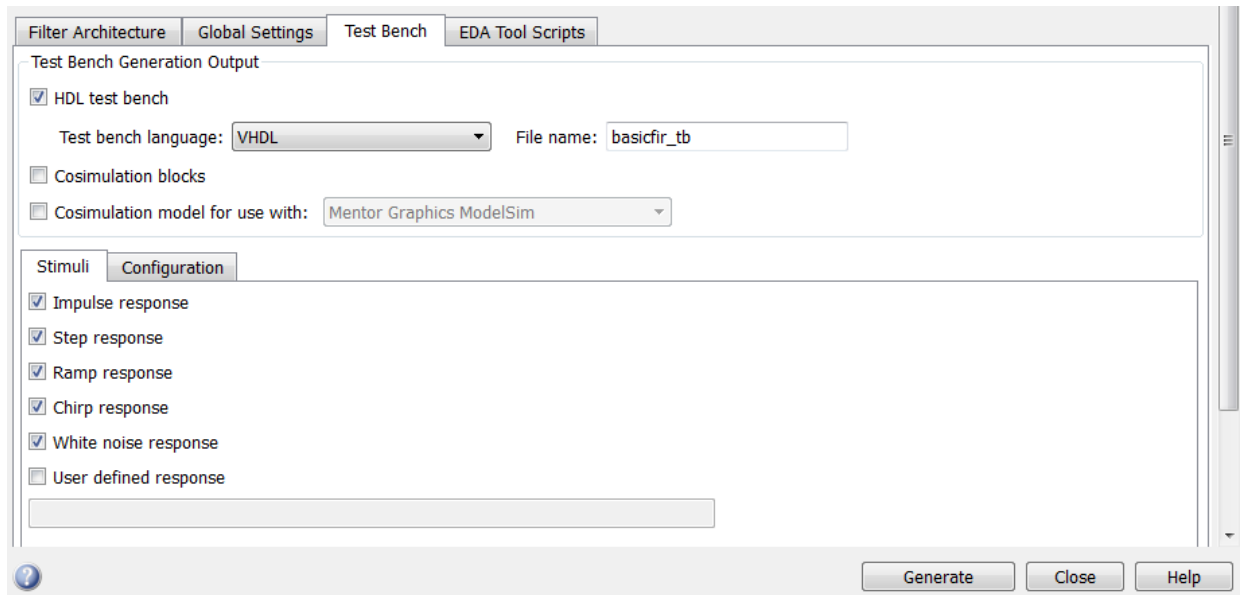 Filter Architecture Global Settings Test Bench EDA Tool Scripts
Test Bench Generation Output
HDL test bench
Test bench language: VHDL File name: basicfir_tb
Cosimulation blocks
Cosimulation model for use with: Mentor Graphics ModelSim
Stimuli Configuration
Impulse response
Step response
Ramp response
Chirp response
White noise response
User defined response
? Generate Close Help